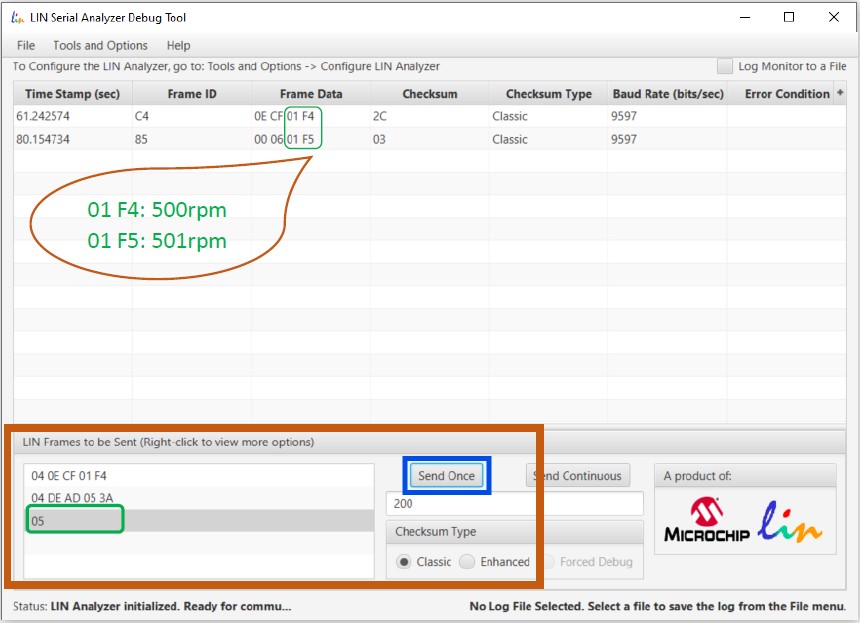 LIN Serial Analyzer Debug Tool
File Tools and Options Help
To Configure the LIN Analyzer, go to: Tools and Options -> Configure LIN Analyzer
Log Monitor to a File
Time Stamp (sec) Frame ID Frame Data Checksum Checksum Type Baud Rate (bits/sec) Error Condition
61.242574 C4 0E CF 01 F4 2C Classic 9597
80.154734 85 00 06 01 F5 03 Classic 9597
01 F4: 500rpm
01 F5: 501rpm
LIN Frames to be Sent (Right-click to view more options)
04 0E CF 01 F4
04 DE AD 05 3A
05
Send Once Send Continuous
200
Checksum Type
Classic Enhanced Forced Debug
A product of:
MICROCHIP lin
Status: LIN Analyzer initialized. Ready for commu...
No Log File Selected. Select a file to save the log from the File menu.